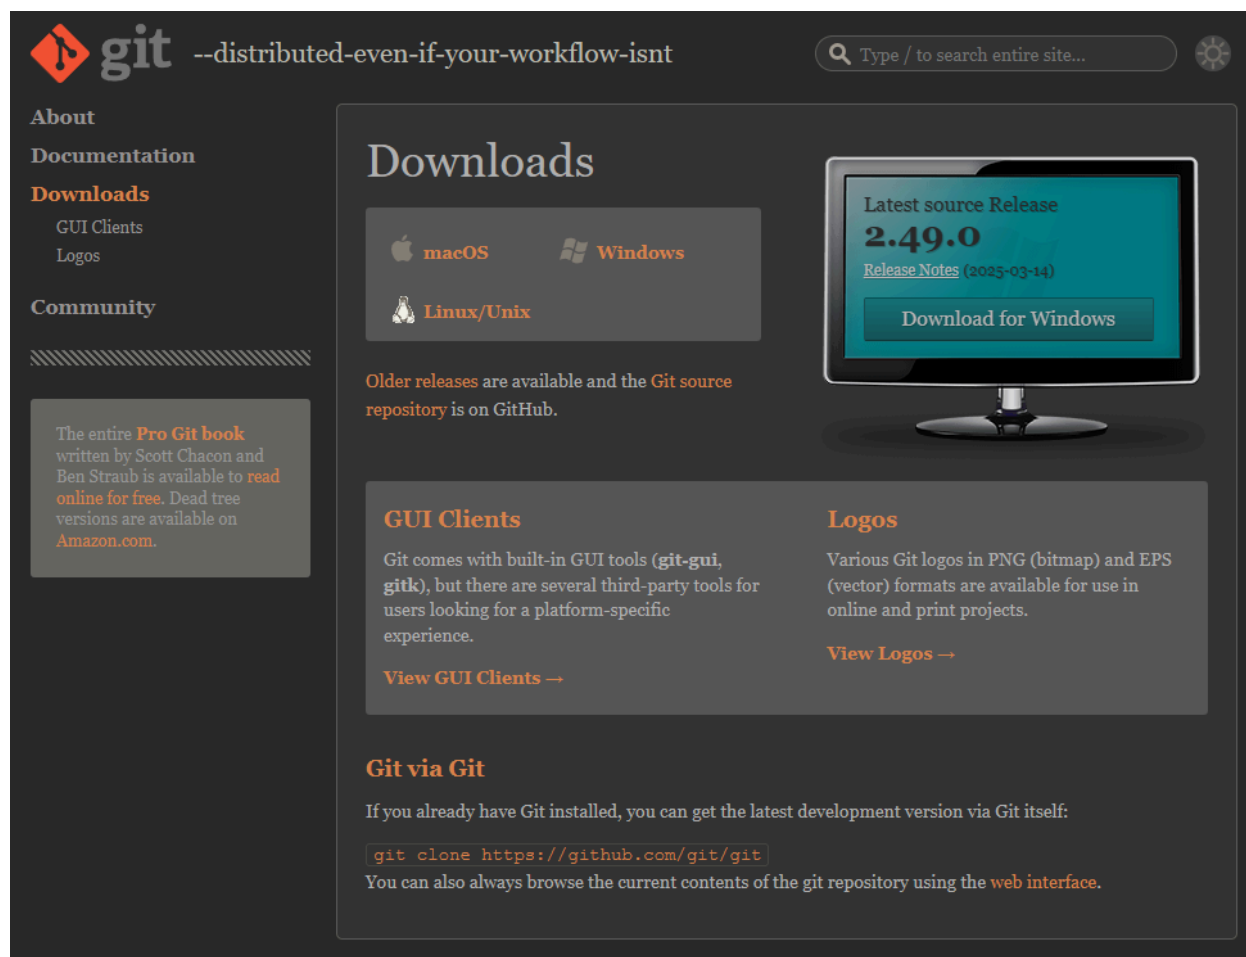 git --distributed-even-if-your-workflow-isnt
Type / to search entire site...
About
Documentation
Downloads
GUI Clients
Logos
Community
The entire Pro Git book
written by Scott Chacon and
Ben Straub is available to read
online for free. Dead tree
versions are available on
Amazon.com.
Downloads
macOS
Windows
Linux/Unix
Older releases are available and the Git source
repository is on GitHub.
Latest source Release
2.49.0
Release Notes (2025-03-14)
Download for Windows
GUI Clients
Git comes with built-in GUI tools (git-gui,
gitk), but there are several third-party tools for
users looking for a platform-specific
experience.
View GUI Clients →
Logos
Various Git logos in PNG (bitmap) and EPS
(vector) formats are available for use in
online and print projects.
View Logos →
Git via Git
If you already have Git installed, you can get the latest development version via Git itself:
git clone https://github.com/git/git
You can also always browse the current contents of the git repository using the web interface.